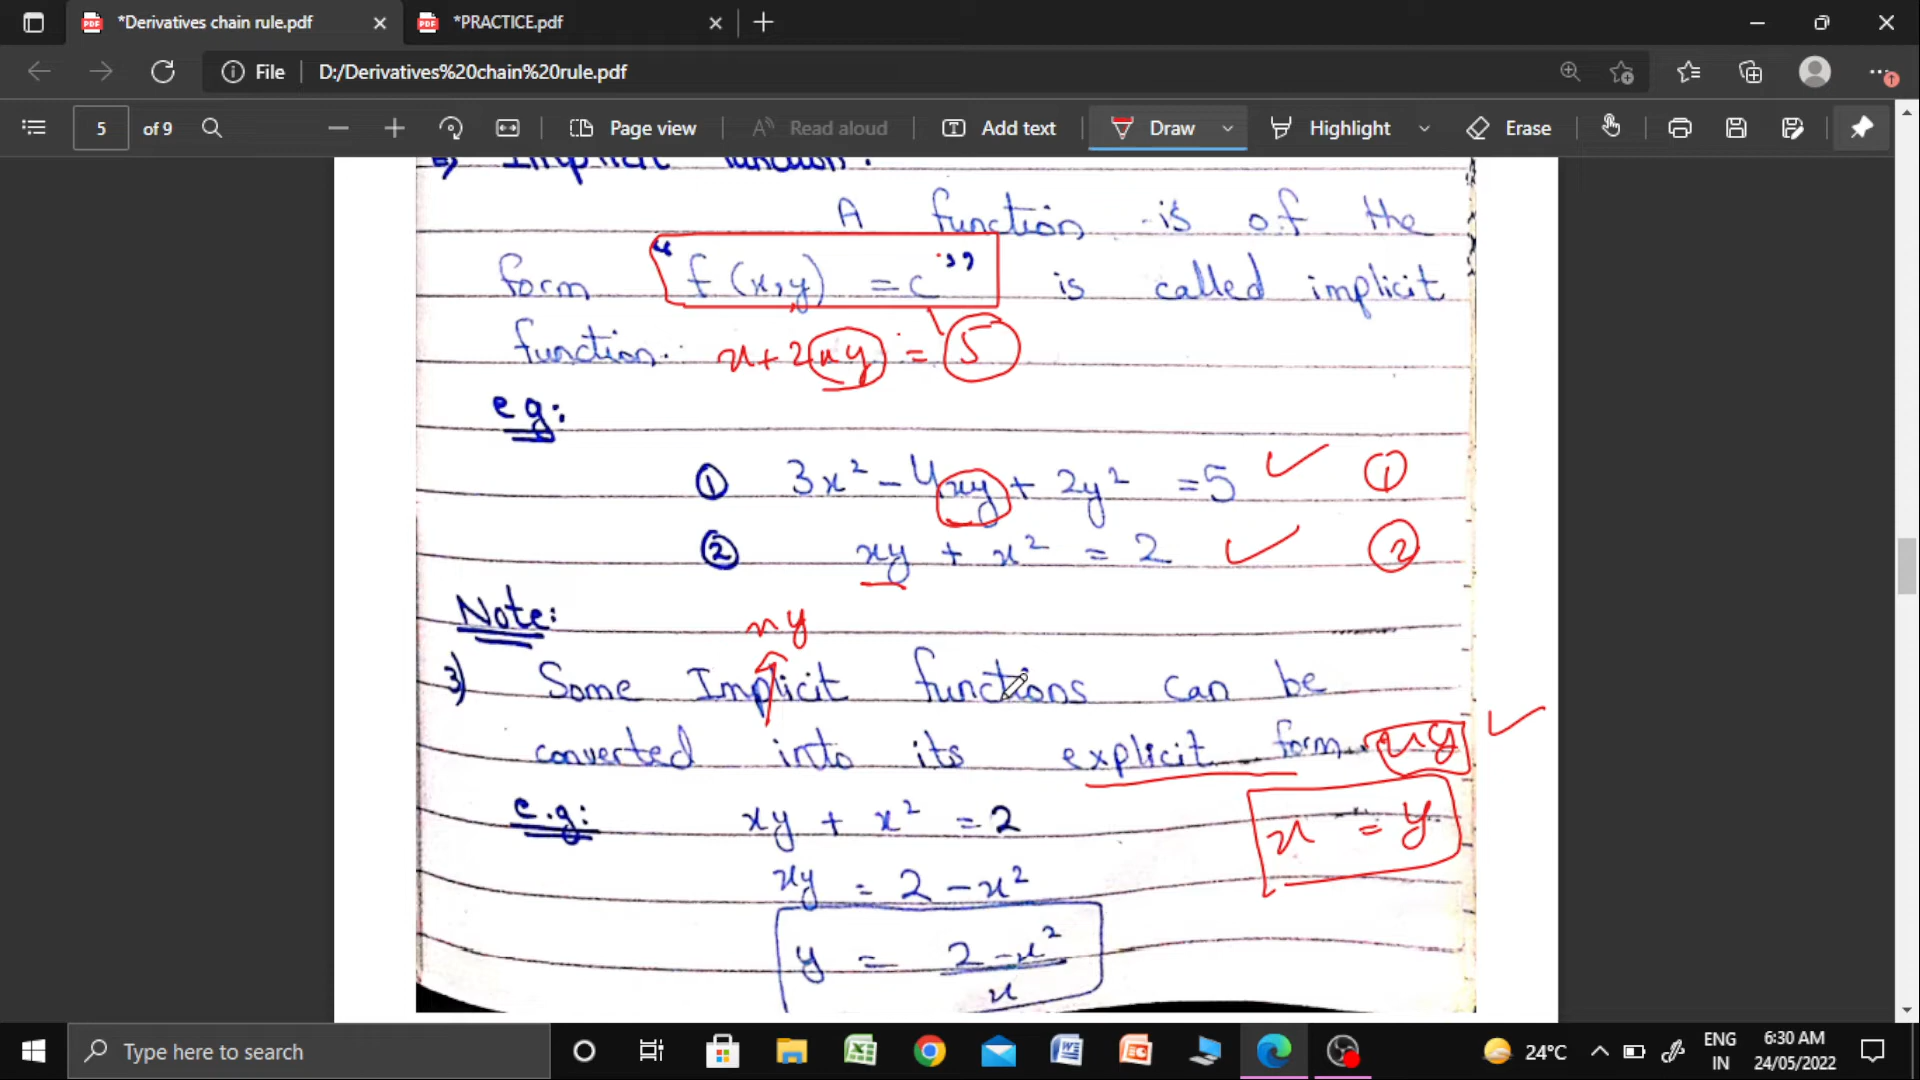 *Derivatives chain rule.pdf
*PRACTICE.pdf
File
D:/Derivatives%20chain%20rule.pdf
5 of 9
Page view
Read aloud
Add text
Draw
Highlight
Erase
Implicit function:
A function is of the
form "f(x,y) = c" is called implicit
function. x + 2xy = 5
e.g:
① 3x² - 4xy + 2y² = 5 ①
② xy + x² = 2 ②
Note: xy
3) Some Implicit functions can be
converted into its explicit form. xy
e.g: xy + x² = 2
x = y
xy = 2 - x²
y = 2 - x² / x
Type here to search
24°C
ENG
IN
6:30 AM
24/05/2022